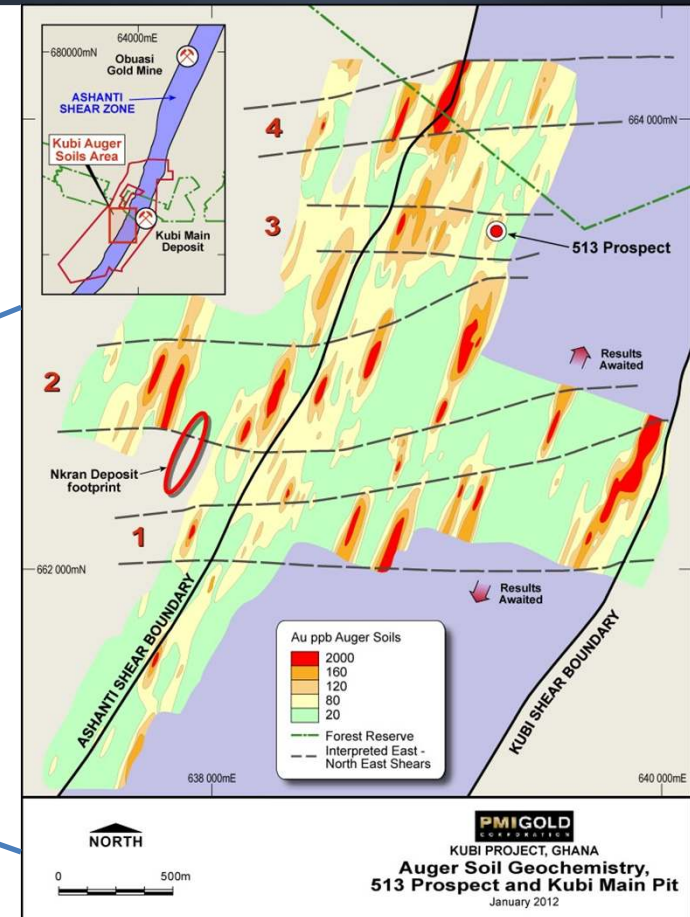 64000mE
680000mN
Obuasi
Gold Mine
ASHANTI
SHEAR ZONE
Kubi Auger
Soils Area
Kubi Main
Deposit
4
664 000mN
3
513 Prospect
Results
Awaited
2
Nkran Deposit
footprint
1
662 000mN
Results
Awaited
ASHANTI SHEAR BOUNDARY
KUBI SHEAR BOUNDARY
Au ppb Auger Soils
2000
160
120
80
20
Forest Reserve
Interpreted East -
North East Shears
638 000mE
640 000mE
NORTH
0 500m
PMIGOLD
CORPORATION
KUBI PROJECT, GHANA
Auger Soil Geochemistry,
513 Prospect and Kubi Main Pit
January 2012